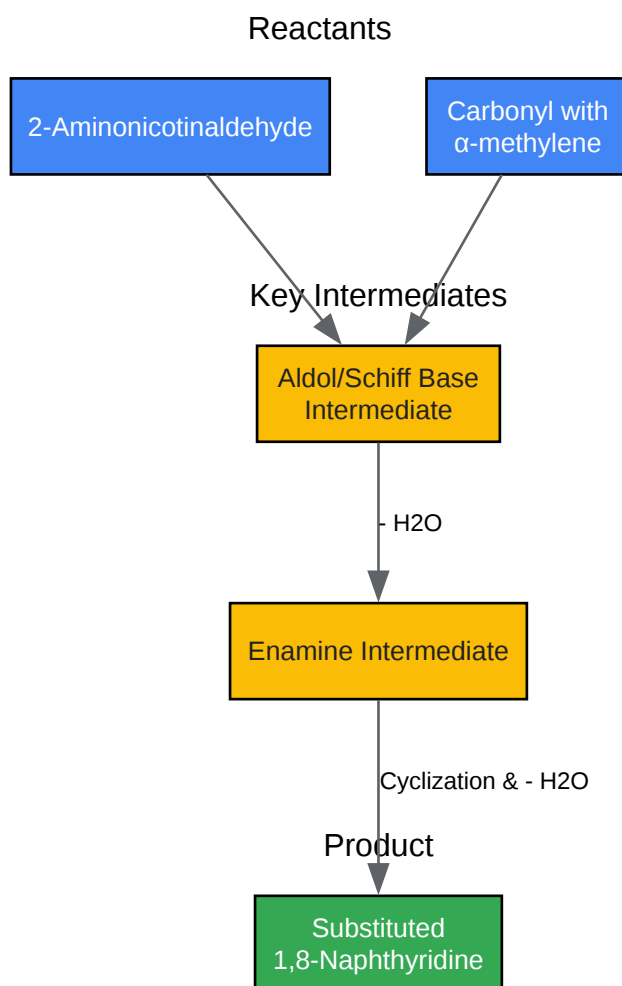 Reactants
2-Aminonicotinaldehyde
Carbonyl with
α-methylene
Key Intermediates
Aldol/Schiff Base
Intermediate
- H2O
Enamine Intermediate
Cyclization & - H2O
Product
Substituted
1,8-Naphthyridine